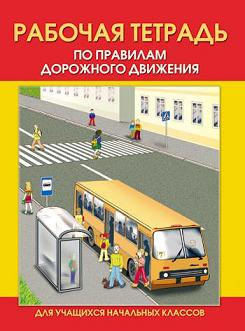 РАБОЧАЯ ТЕТРАДЬ
ПО ПРАВИЛАМ
ДОРОЖНОГО ДВИЖЕНИЯ
ДЛЯ УЧАЩИХСЯ НАЧАЛЬНЫХ КЛАССОВ